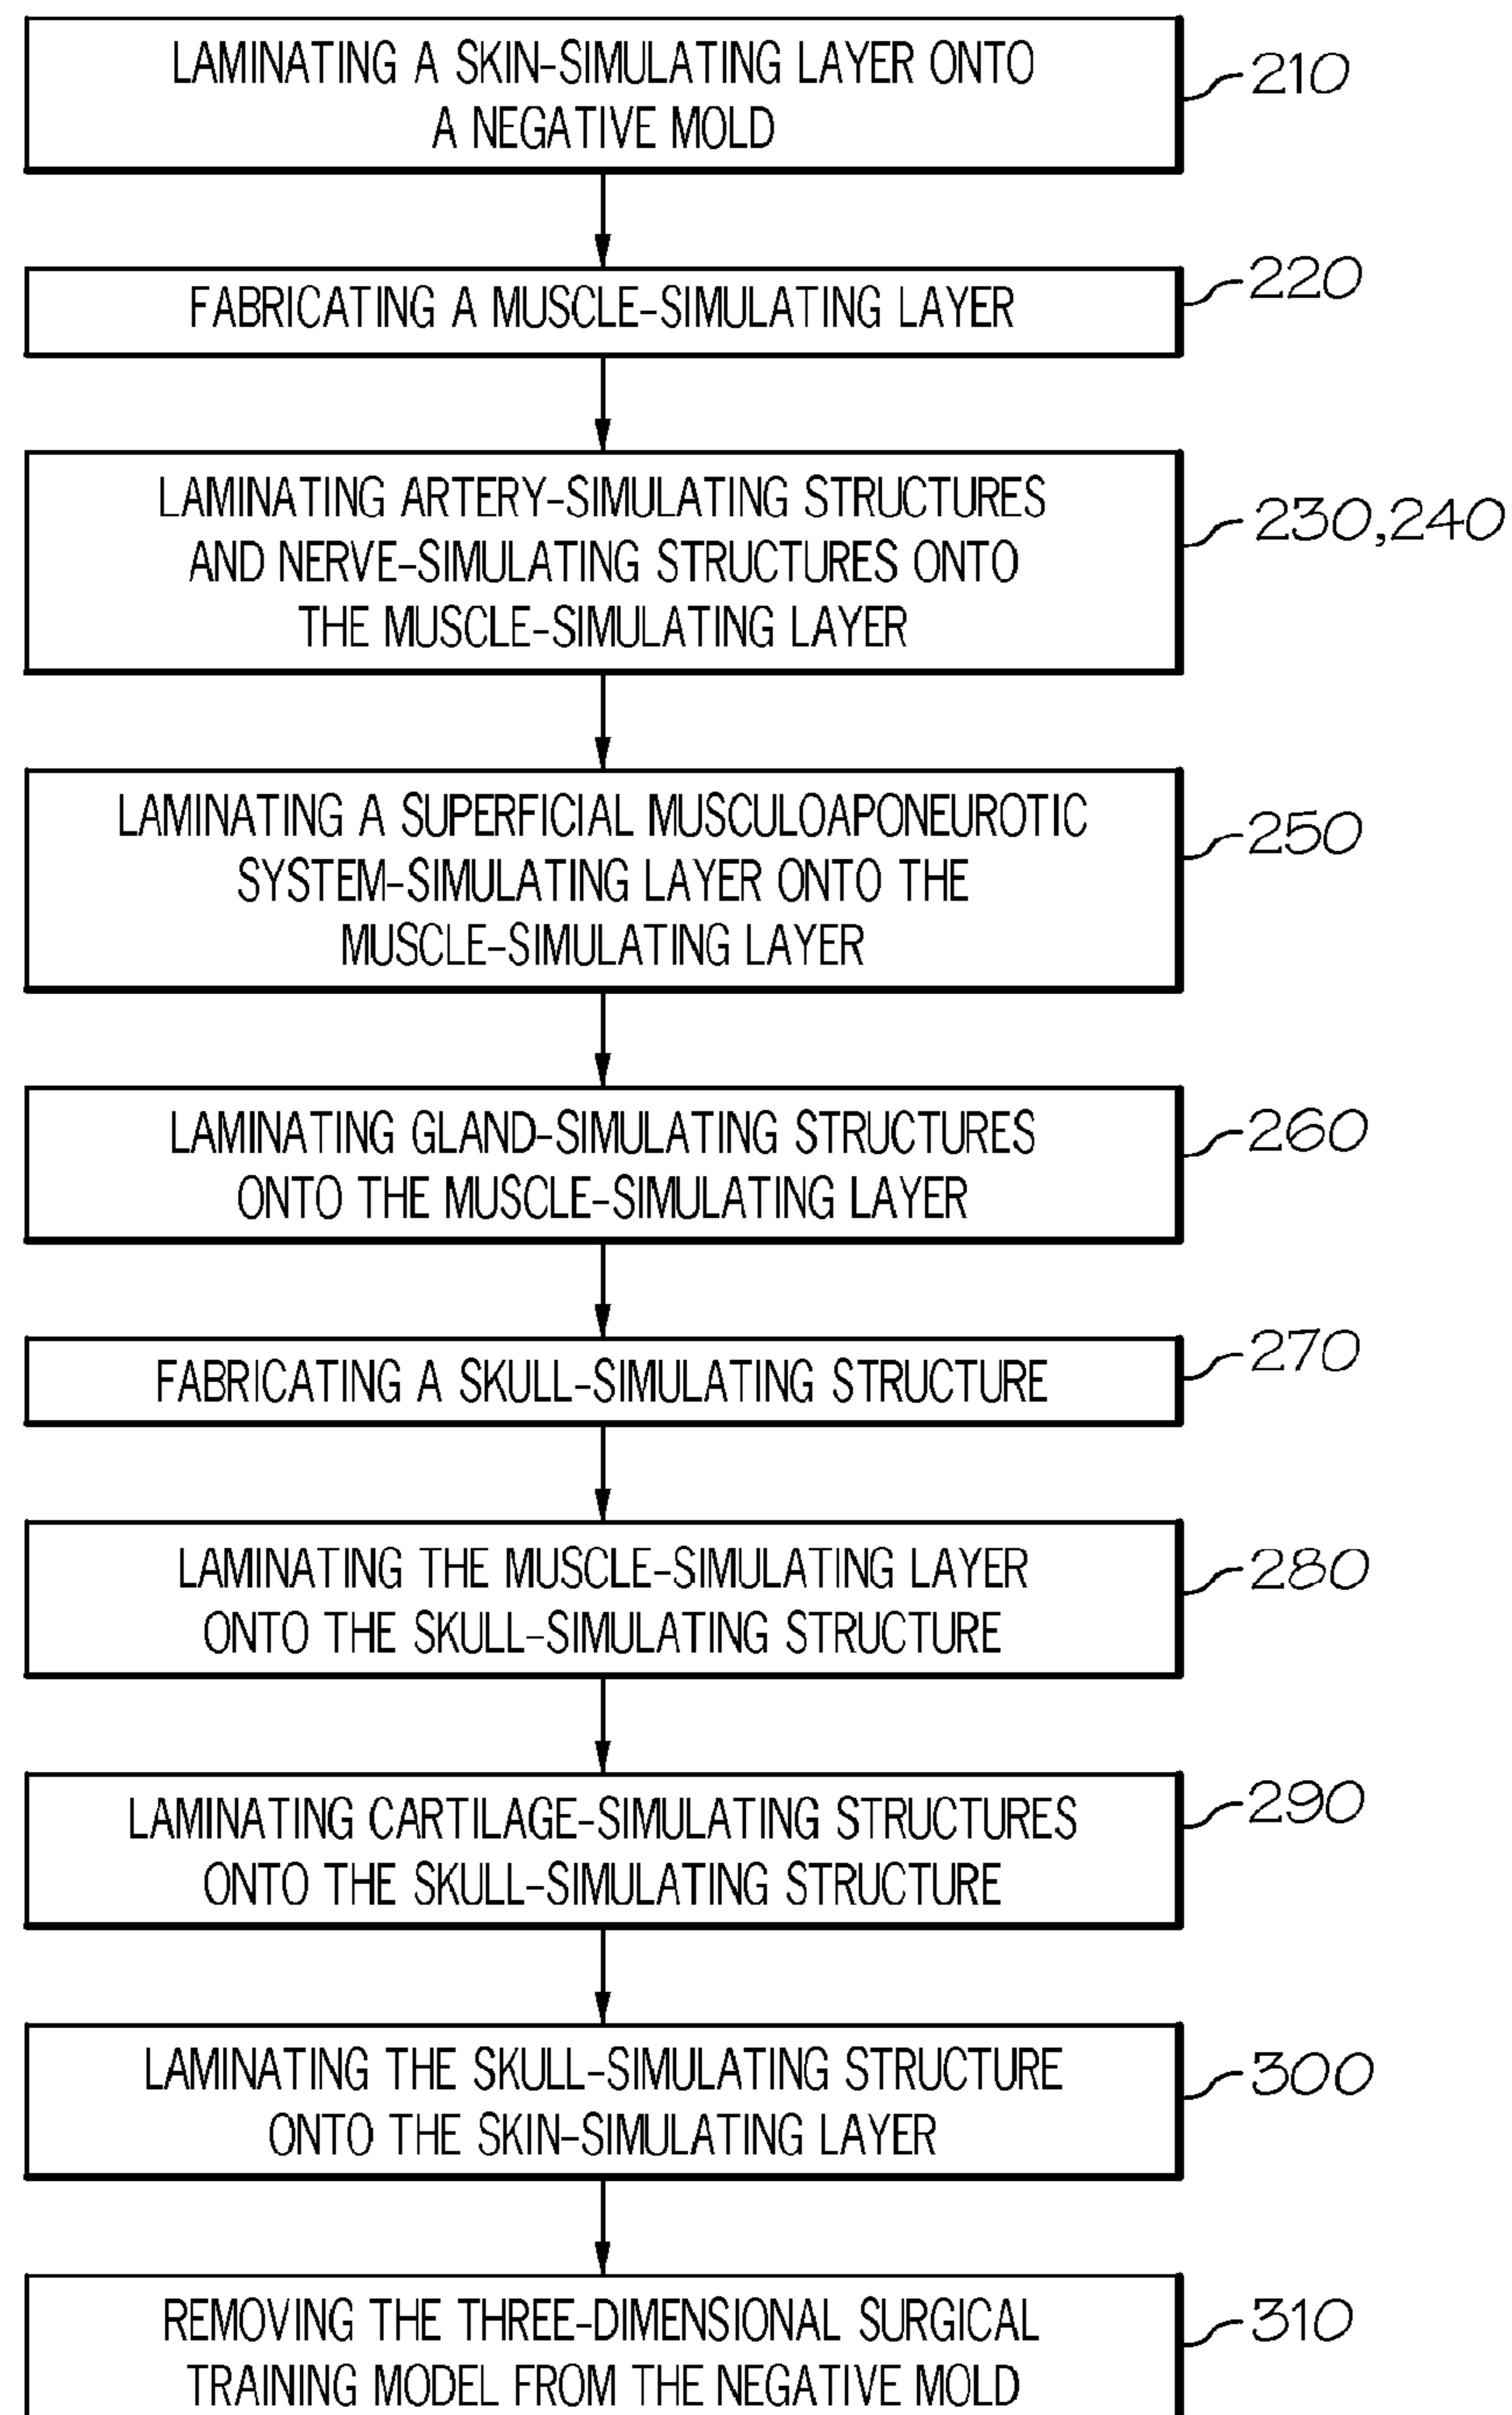 LAMINATING A SKIN-SIMULATING LAYER ONTO
A NEGATIVE MOLD
210
FABRICATING A MUSCLE-SIMULATING LAYER
220
LAMINATING ARTERY-SIMULATING STRUCTURES
AND NERVE-SIMULATING STRUCTURES ONTO
THE MUSCLE-SIMULATING LAYER
230,240
LAMINATING A SUPERFICIAL MUSCULOAPONEUROTIC
SYSTEM-SIMULATING LAYER ONTO THE
MUSCLE-SIMULATING LAYER
250
LAMINATING GLAND-SIMULATING STRUCTURES
ONTO THE MUSCLE-SIMULATING LAYER
260
FABRICATING A SKULL-SIMULATING STRUCTURE
270
LAMINATING THE MUSCLE-SIMULATING LAYER
ONTO THE SKULL-SIMULATING STRUCTURE
280
LAMINATING CARTILAGE-SIMULATING STRUCTURES
ONTO THE SKULL-SIMULATING STRUCTURE
290
LAMINATING THE SKULL-SIMULATING STRUCTURE
ONTO THE SKIN-SIMULATING LAYER
300
REMOVING THE THREE-DIMENSIONAL SURGICAL
TRAINING MODEL FROM THE NEGATIVE MOLD
310